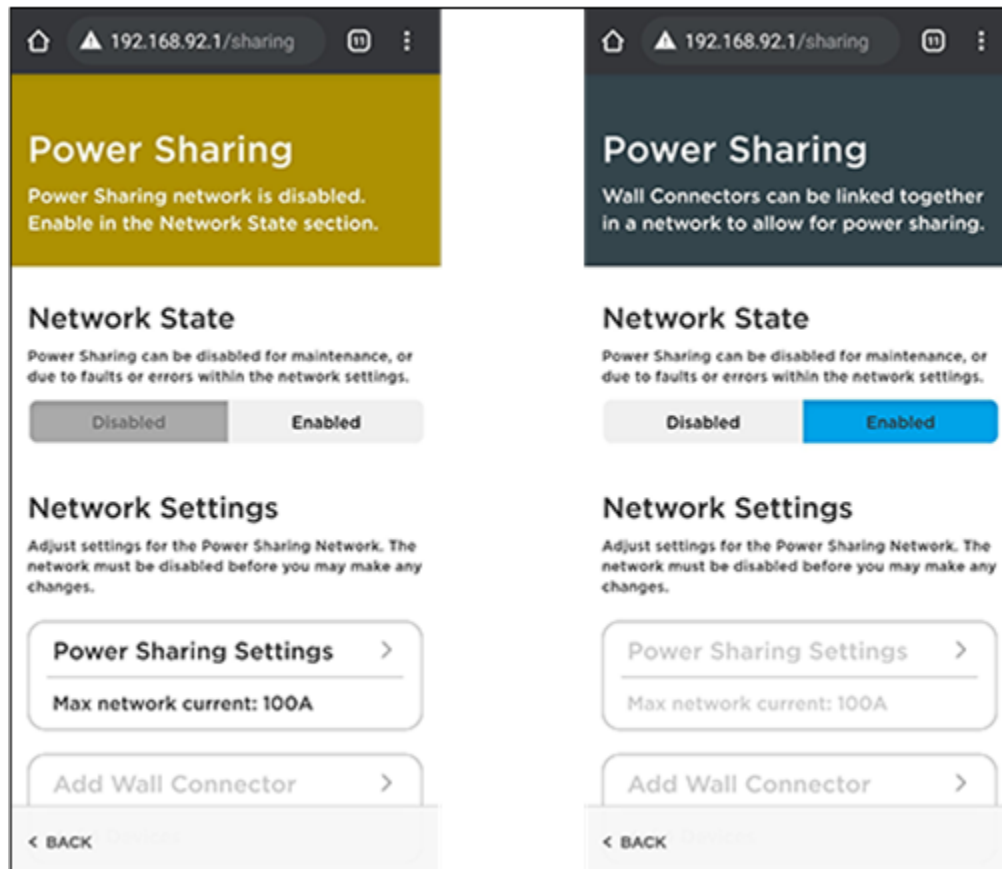 192.168.92.1/sharing
11
Power Sharing
Power Sharing network is disabled.
Enable in the Network State section.
Network State
Power Sharing can be disabled for maintenance, or
due to faults or errors within the network settings.
Disabled
Enabled
Network Settings
Adjust settings for the Power Sharing Network. The
network must be disabled before you may make any
changes.
Power Sharing Settings
Max network current: 100A
Add Wall Connector
Devices
< BACK
192.168.92.1/sharing
11
Power Sharing
Wall Connectors can be linked together
in a network to allow for power sharing.
Network State
Power Sharing can be disabled for maintenance, or
due to faults or errors within the network settings.
Disabled
Enabled
Network Settings
Adjust settings for the Power Sharing Network. The
network must be disabled before you may make any
changes.
Power Sharing Settings
Max network current: 100A
Add Wall Connector
Devices
< BACK